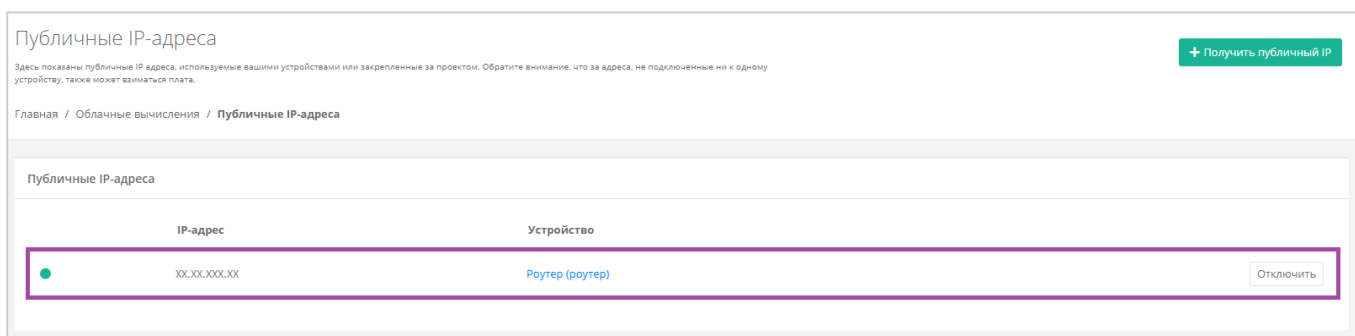 Публичные IP-адреса
+ Получить публичный IP
Здесь показаны публичные IP адреса, используемые вашими устройствами или закрепленные за проектом. Обратите внимание, что за адреса, не подключенные ни к одному
устройству, также может взиматься плата.
Главная / Облачные вычисления / Публичные IP-адреса
Публичные IP-адреса
IP-адрес Устройство
XX.XX.XXX.XX Роутер (роутер) Отключить